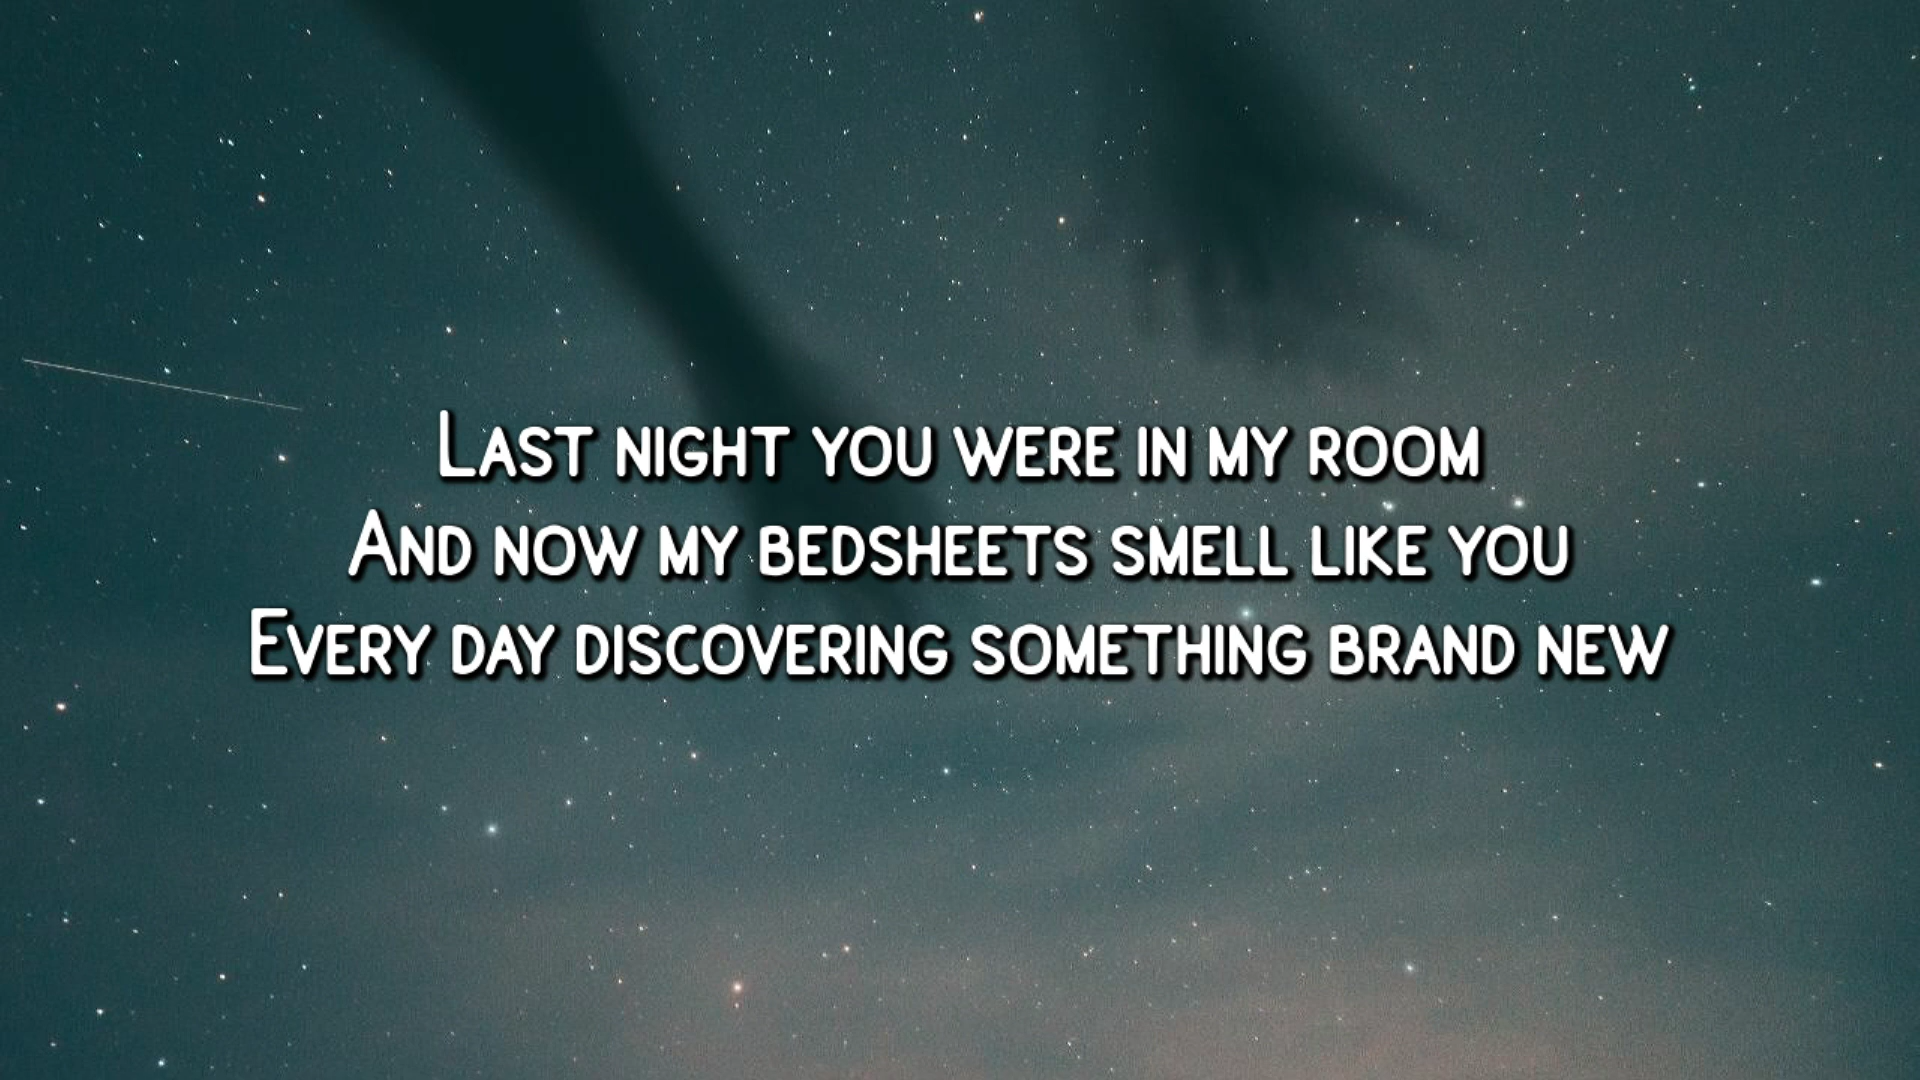 Last night you were in my room
And now my bedsheets smell like you
Every day discovering something brand new